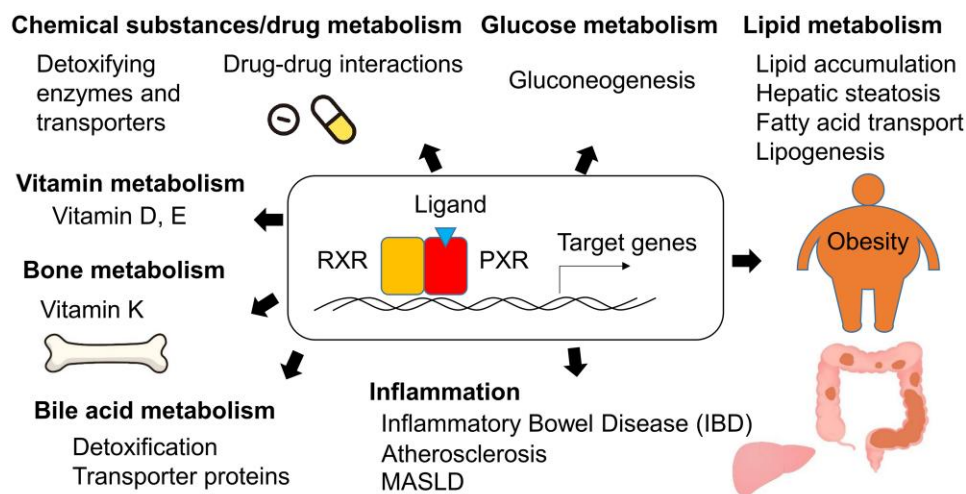 Chemical substances/drug metabolism
Detoxifying
enzymes and
transporters
Drug-drug interactions
Glucose metabolism
Gluconeogenesis
Lipid metabolism
Lipid accumulation
Hepatic steatosis
Fatty acid transport
Lipogenesis
Obesity
Vitamin metabolism
Vitamin D, E
Bone metabolism
Vitamin K
Bile acid metabolism
Detoxification
Transporter proteins
Ligand
RXR
PXR
Target genes
Inflammation
Inflammatory Bowel Disease (IBD)
Atherosclerosis
MASLD